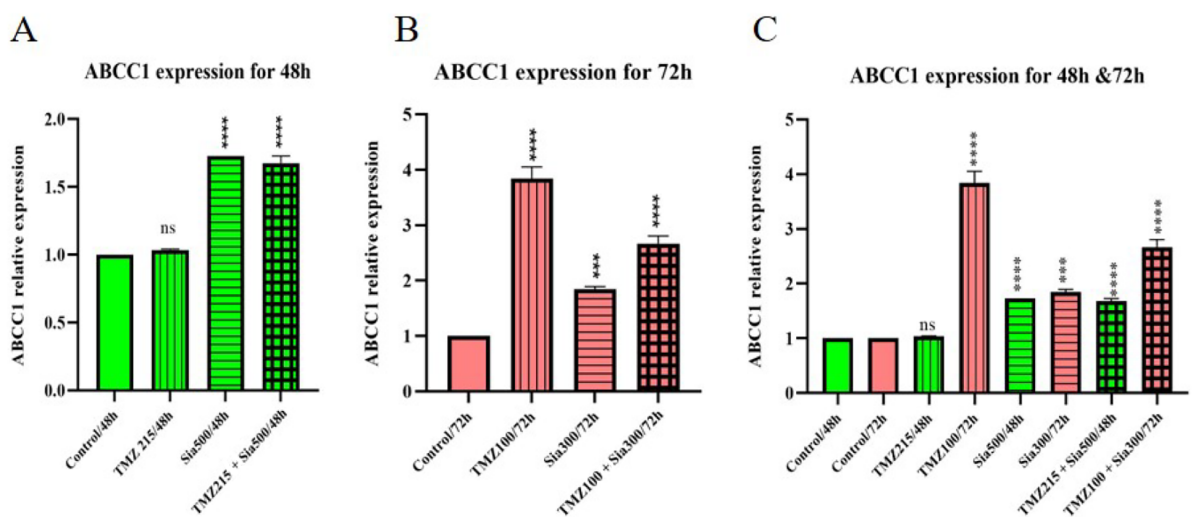 A
ABCC1 expression for 48h
ABCC1 relative expression
2.0
1.5
1.0
0.5
0.0
ns
****
****
Control/48h
TMZ 215/48h
Sia500/48h
TMZ215 + Sia500/48h
B
ABCC1 expression for 72h
ABCC1 relative expression
5
4
3
2
1
0
****
***
****
Control/72h
TMZ100/72h
Sia300/72h
TMZ100 + Sia300/72h
C
ABCC1 expression for 48h &72h
ABCC1 relative expression
5
4
3
2
1
0
ns
****
****
***
****
****
Control/48h
Control/72h
TMZ215/48h
TMZ100/72h
Sia500/48h
Sia300/72h
TMZ215 + Sia500/48h
TMZ100 + Sia300/72h